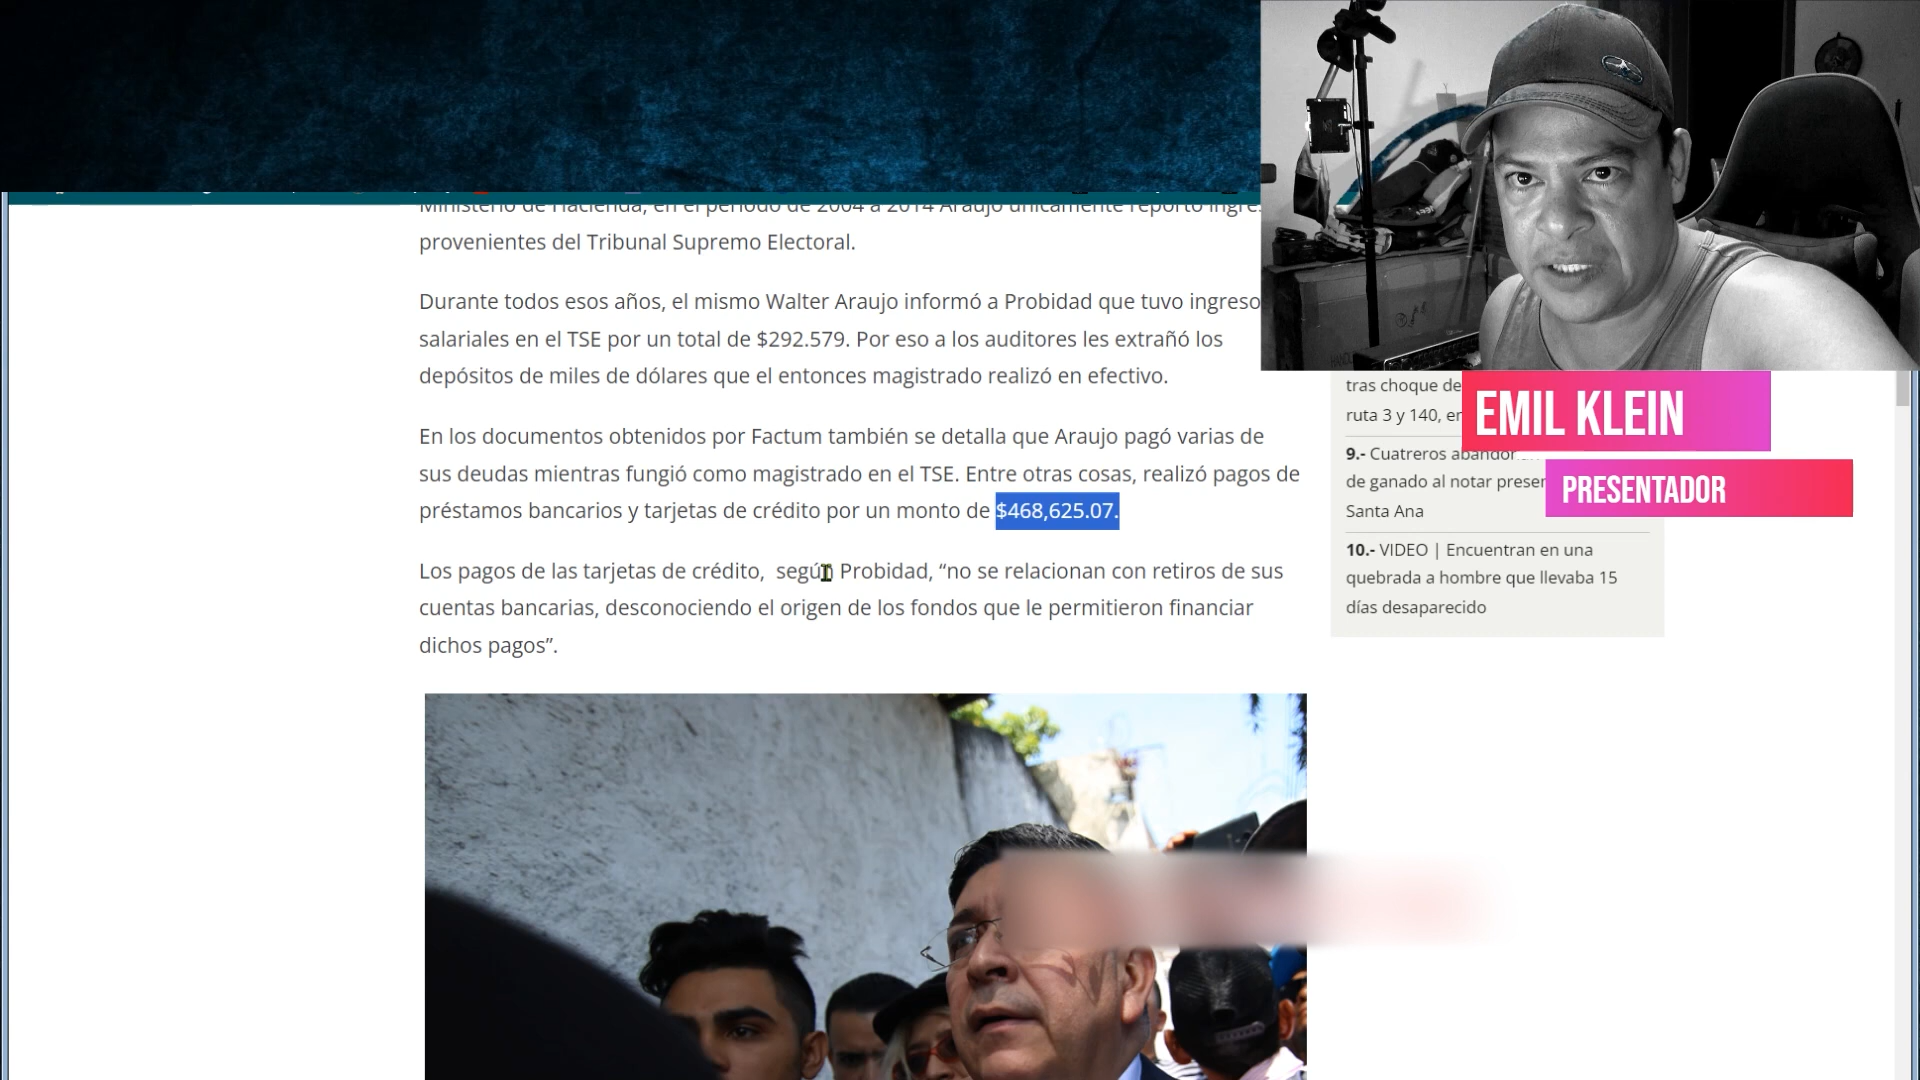 Ministerio de Hacienda, en el período de 2004 a 2014 Araujo únicamente reportó
provenientes del Tribunal Supremo Electoral.
Durante todos esos años, el mismo Walter Araujo informó a Probidad que tuvo ingreso
salariales en el TSE por un total de $292.579. Por eso a los auditores les extrañó los
depósitos de miles de dólares que el entonces magistrado realizó en efectivo.
En los documentos obtenidos por Factum también se detalla que Araujo pagó varias de
sus deudas mientras fungió como magistrado en el TSE. Entre otras cosas, realizó pagos de
préstamos bancarios y tarjetas de crédito por un monto de $468,625.07.
Los pagos de las tarjetas de crédito, según Probidad, “no se relacionan con retiros de sus
cuentas bancarias, desconociendo el origen de los fondos que le permitieron financiar
dichos pagos”.
tras choque de
ruta 3 y 140, en
9.- Cuatreros abandon
de ganado al notar presen
Santa Ana
10.- VIDEO | Encuentran en una
quebrada a hombre que llevaba 15
días desaparecido
EMIL KLEIN
PRESENTADOR